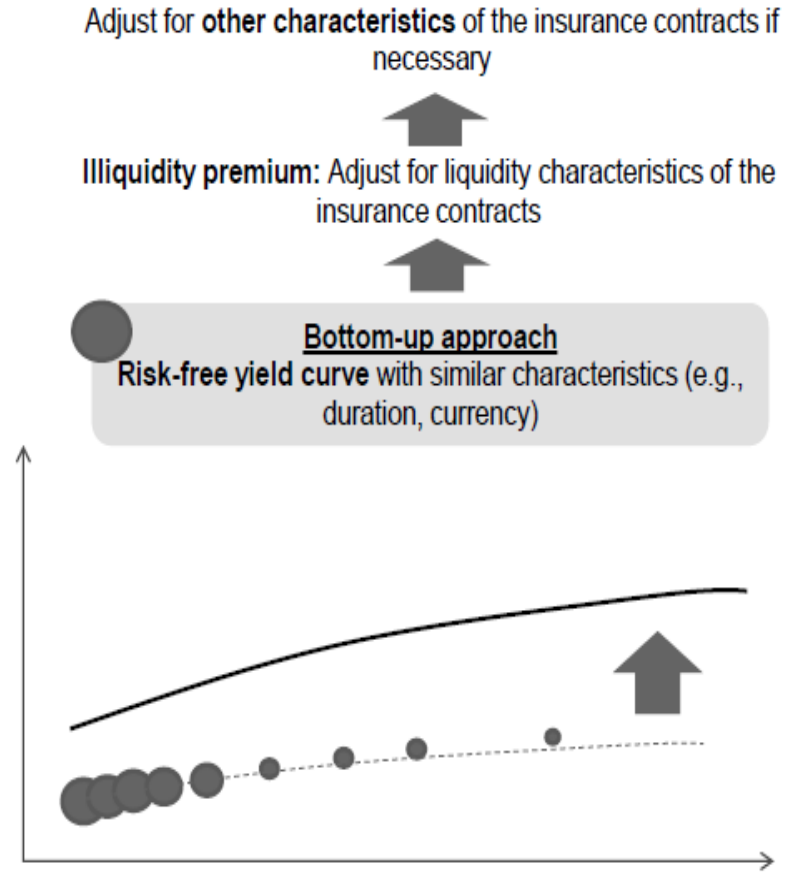 Adjust for other characteristics of the insurance contracts if
necessary
Illiquidity premium: Adjust for liquidity characteristics of the
insurance contracts
Bottom-up approach
Risk-free yield curve with similar characteristics (e.g.,
duration, currency)